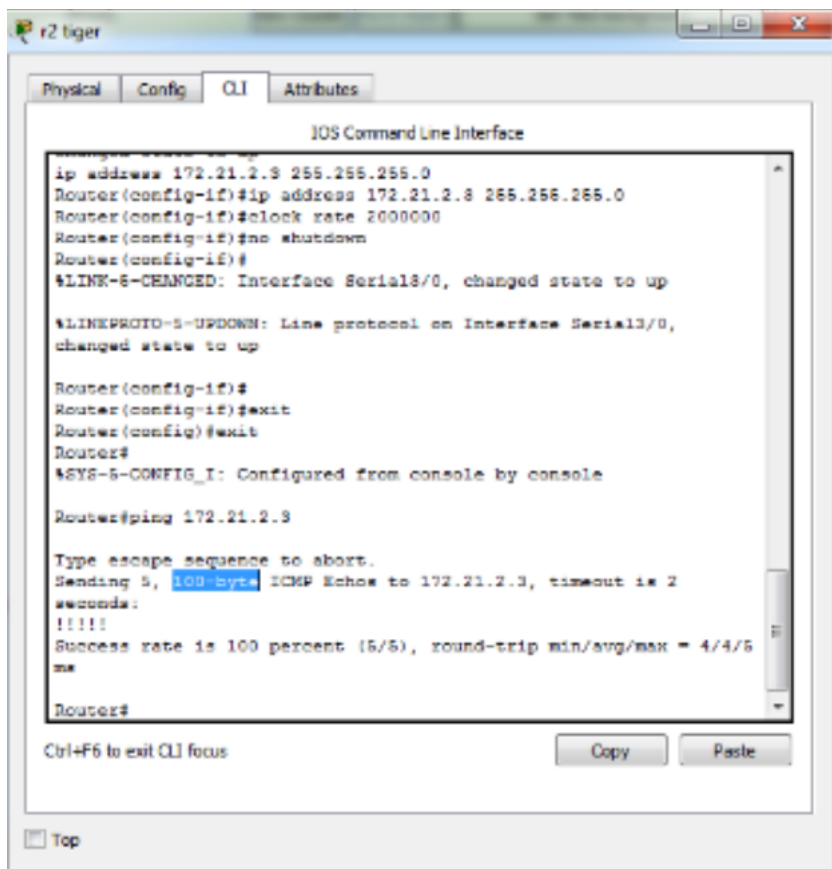 r2 tiger
Physical Config CLI Attributes
IOS Command Line Interface
changed state to up
ip address 172.21.2.3 255.255.255.0
Router(config-if)#ip address 172.21.2.3 255.255.255.0
Router(config-if)#clock rate 2000000
Router(config-if)#no shutdown
Router(config-if)#
%LINK-5-CHANGED: Interface Serial3/0, changed state to up
%LINEPROTO-5-UPDOWN: Line protocol on Interface Serial3/0,
changed state to up
Router(config-if)#
Router(config-if)#exit
Router(config)#exit
Router#
%SYS-5-CONFIG_I: Configured from console by console
Router#ping 172.21.2.3
Type escape sequence to abort.
Sending 5, 100-byte ICMP Echos to 172.21.2.3, timeout is 2
seconds:
!!!!!
Success rate is 100 percent (5/5), round-trip min/avg/max = 4/4/5
ms
Router#
Ctrl+F6 to exit CLI focus
Copy Paste
Top